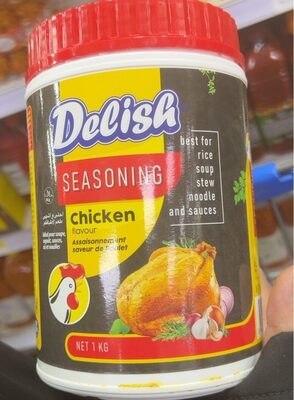 Delish
SEASONING
best for
rice
soup
stew
noodle
and sauces
Chicken
flavour
Assaisonnement
saveur de Poulet
NET 1 KG